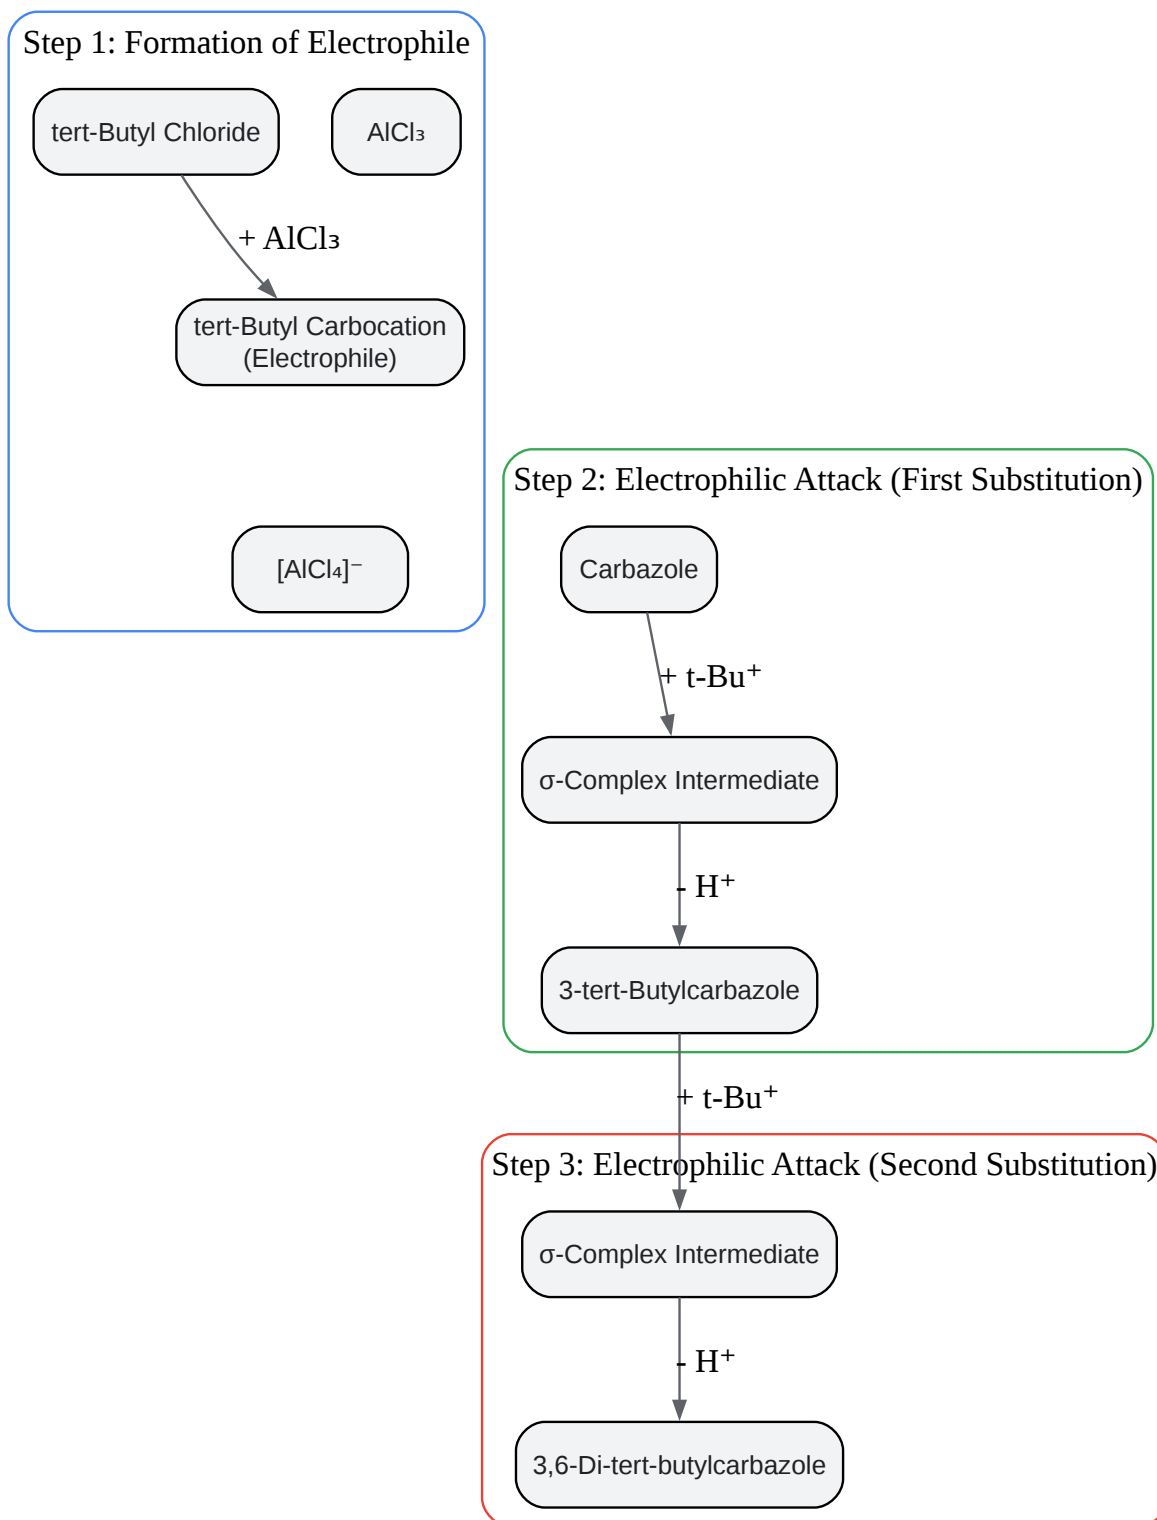 Step 1: Formation of Electrophile
tert-Butyl Chloride
AlCl₃
+ AlCl₃
tert-Butyl Carbocation
(Electrophile)
[AlCl₄]⁻
Step 2: Electrophilic Attack (First Substitution)
Carbazole
+ t-Bu⁺
σ-Complex Intermediate
- H⁺
3-tert-Butylcarbazole
+ t-Bu⁺
Step 3: Electrophilic Attack (Second Substitution)
σ-Complex Intermediate
- H⁺
3,6-Di-tert-butylcarbazole